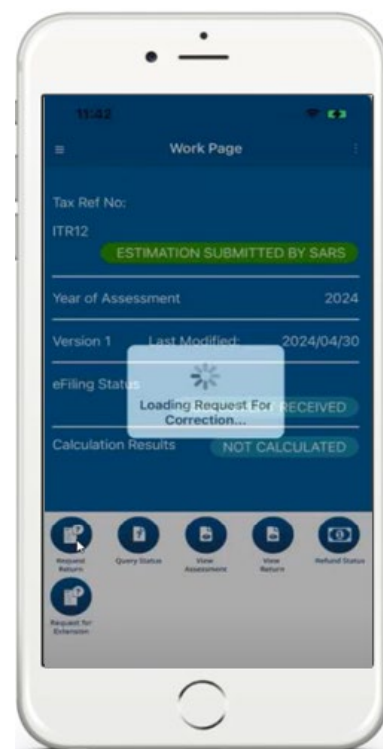 11:42
Work Page
Tax Ref No:
ITR12
ESTIMATION SUBMITTED BY SARS
Year of Assessment 2024
Version 1 Last Modified: 2024/04/30
eFiling Status
RECEIVED
Loading Request For
Correction...
Calculation Results NOT CALCULATED
Request
Return
Query Status
View
Assessment
View
Return
Refund Status
Request for
Extension